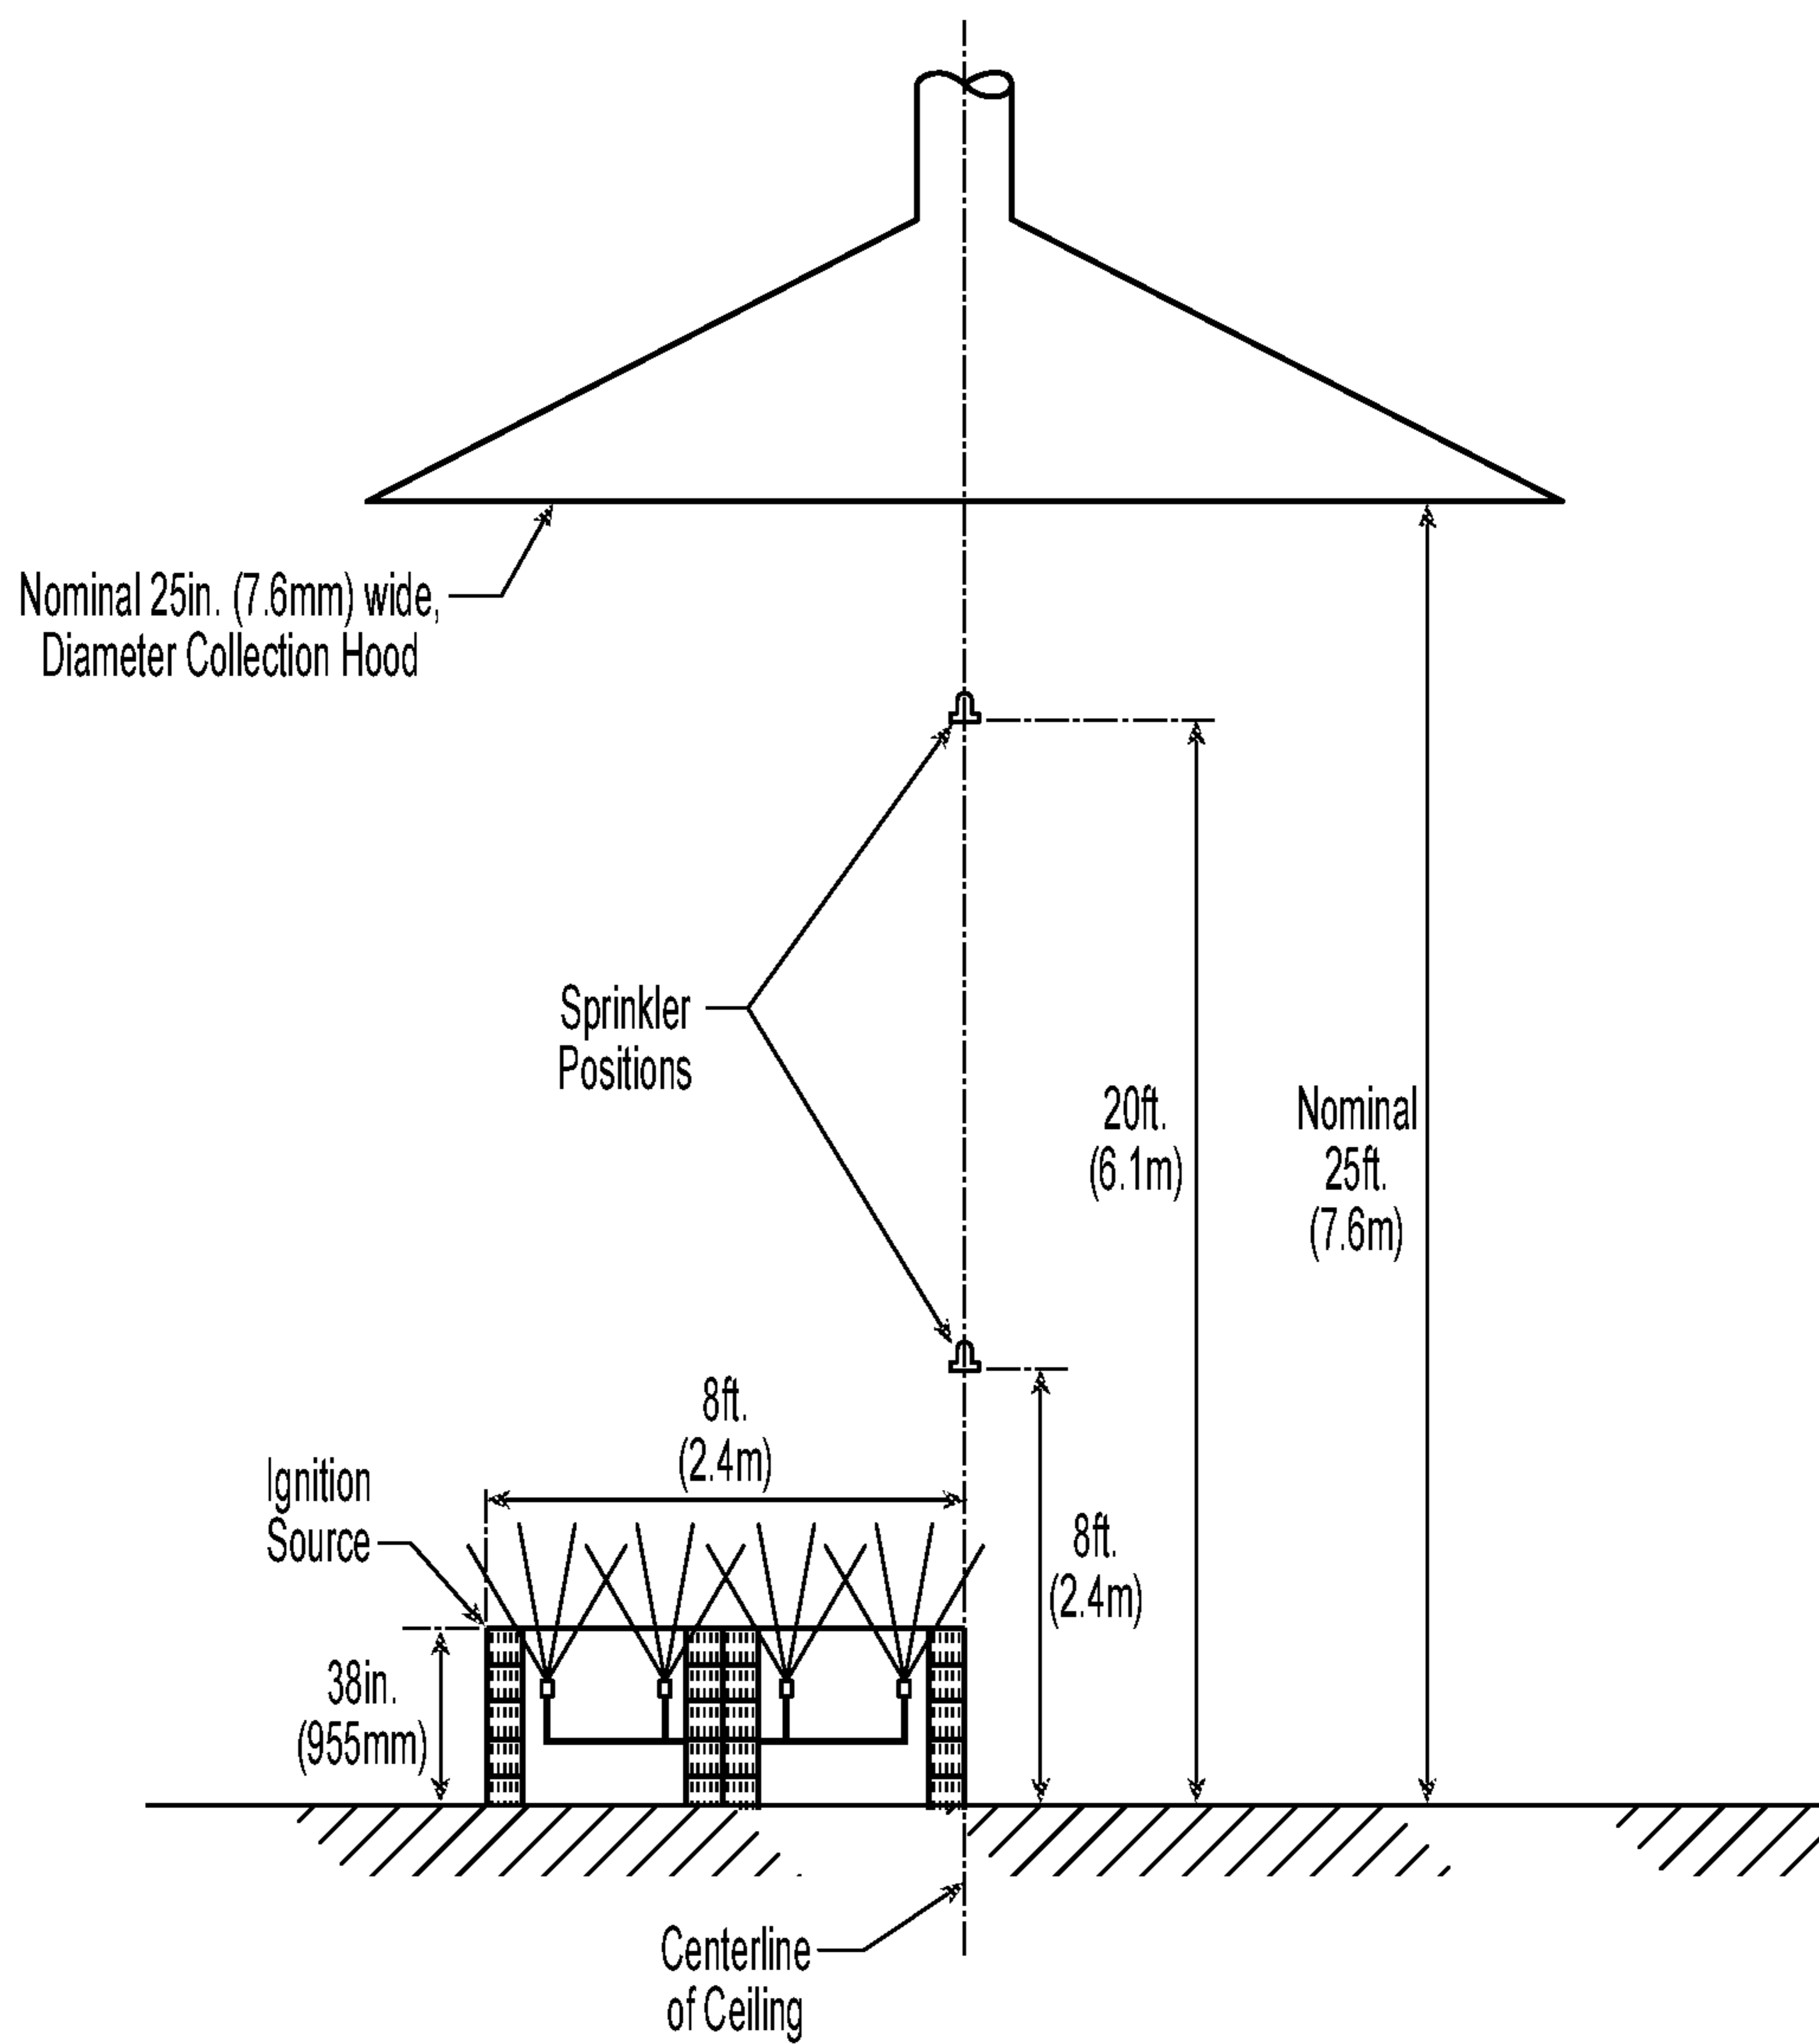 Nominal 25in. (7.6mm) wide,
Diameter Collection Hood
Sprinkler
Positions
20ft.
(6.1m)
Nominal
25ft.
(7.6m)
8ft.
(2.4m)
Ignition
Source
8ft.
(2.4m)
38in.
(955mm)
Centerline
of Ceiling